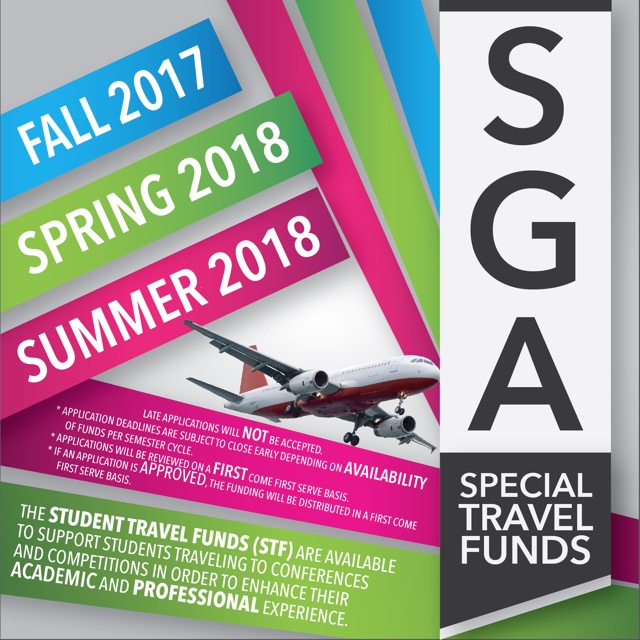 FALL 2017
SPRING 2018
SUMMER 2018
LATE APPLICATIONS WILL NOT BE ACCEPTED.
* APPLICATION DEADLINES ARE SUBJECT TO CLOSE EARLY DEPENDING ON AVAILABILITY
OF FUNDS PER SEMESTER CYCLE.
* APPLICATIONS WILL BE REVIEWED ON A FIRST COME FIRST SERVE BASIS.
* IF AN APPLICATION IS APPROVED, THE FUNDING WILL BE DISTRIBUTED IN A FIRST COME
FIRST SERVE BASIS.
THE STUDENT TRAVEL FUNDS (STF) ARE AVAILABLE
TO SUPPORT STUDENTS TRAVELING TO CONFERENCES
AND COMPETITIONS IN ORDER TO ENHANCE THEIR
ACADEMIC AND PROFESSIONAL EXPERIENCE.
S
G
A
SPECIAL
TRAVEL
FUNDS